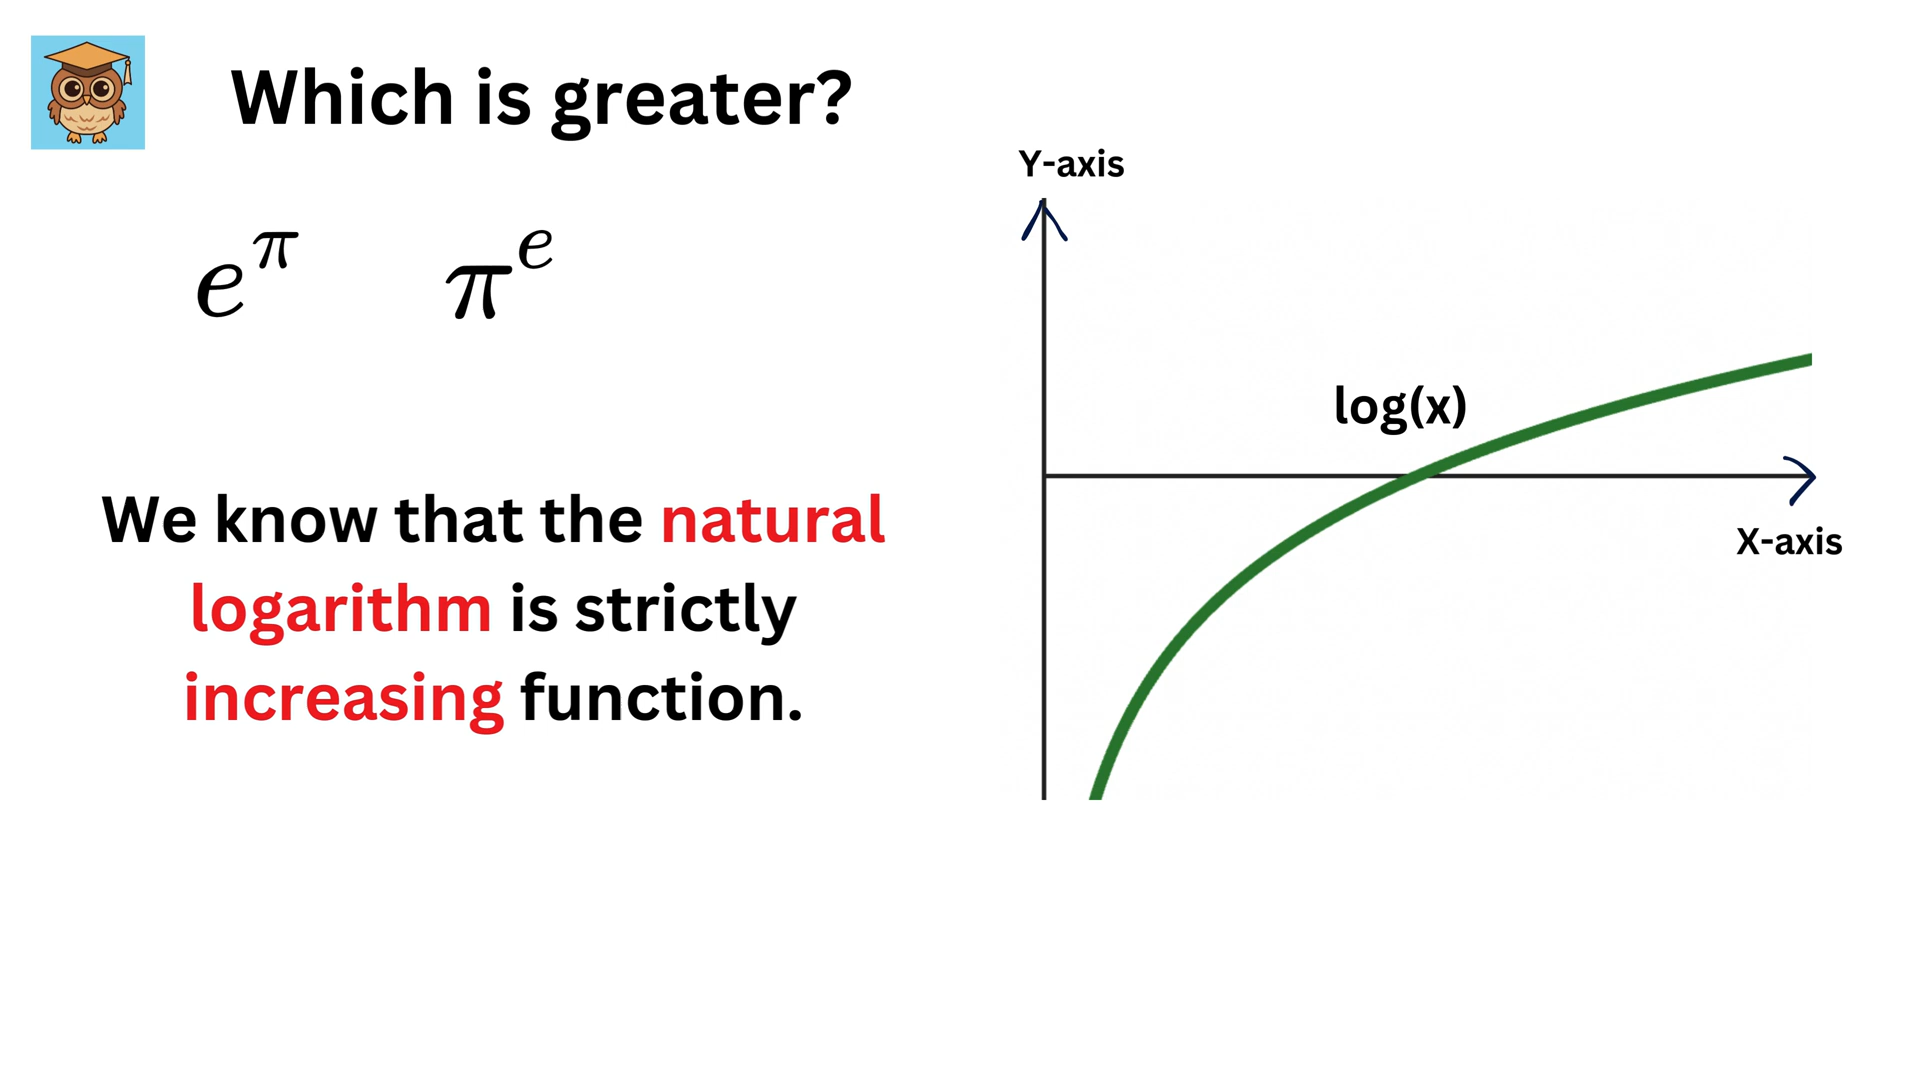 Which is greater?
e^π π^e
We know that the natural
logarithm is strictly
increasing function.
Y-axis
log(x)
X-axis